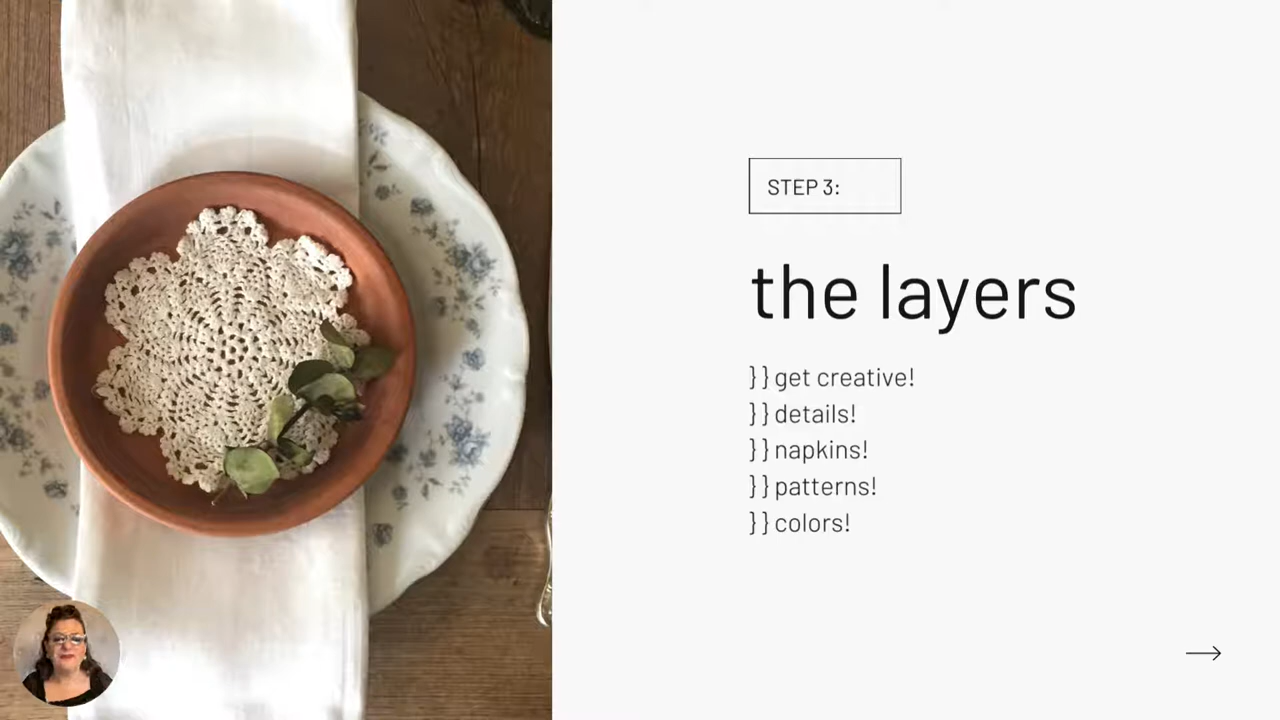 STEP 3:
the layers
}} get creative!
}} details!
}} napkins!
}} patterns!
}} colors!